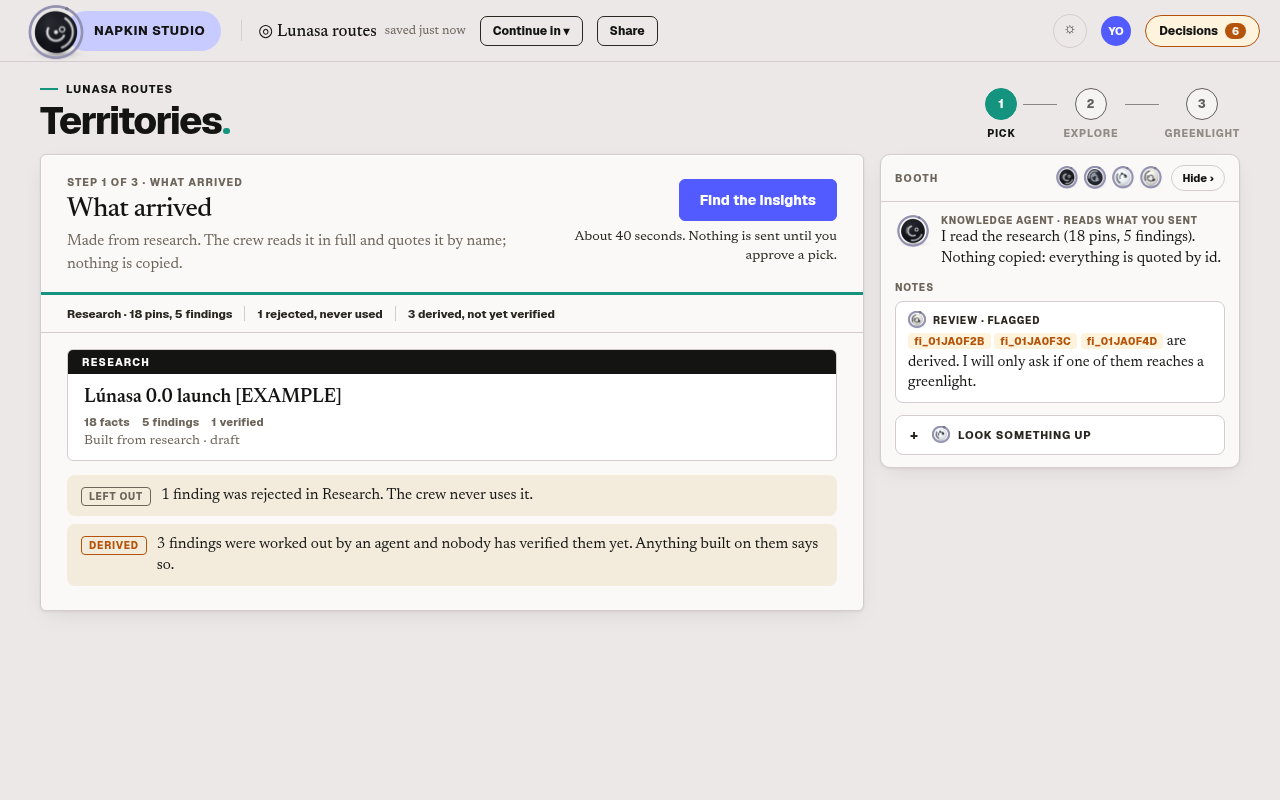 NAPKIN STUDIO
◎ Lunasa routes saved just now
Continue in ▾
Share
YO
Decisions 6
LUNASA ROUTES
Territories.
1
2
3
PICK
EXPLORE
GREENLIGHT
STEP 1 OF 3 · WHAT ARRIVED
What arrived
Made from research. The crew reads it in full and quotes it by name;
nothing is copied.
Find the insights
About 40 seconds. Nothing is sent until you
approve a pick.
Research · 18 pins, 5 findings
1 rejected, never used
3 derived, not yet verified
RESEARCH
Lúnasa 0.0 launch [EXAMPLE]
18 facts 5 findings 1 verified
Built from research · draft
LEFT OUT 1 finding was rejected in Research. The crew never uses it.
DERIVED 3 findings were worked out by an agent and nobody has verified them yet. Anything built on them says
so.
BOOTH
Hide ›
KNOWLEDGE AGENT · READS WHAT YOU SENT
I read the research (18 pins, 5 findings).
Nothing copied: everything is quoted by id.
NOTES
REVIEW · FLAGGED
fi_01JA0F2B fi_01JA0F3C fi_01JA0F4D are
derived. I will only ask if one of them reaches a
greenlight.
+ LOOK SOMETHING UP